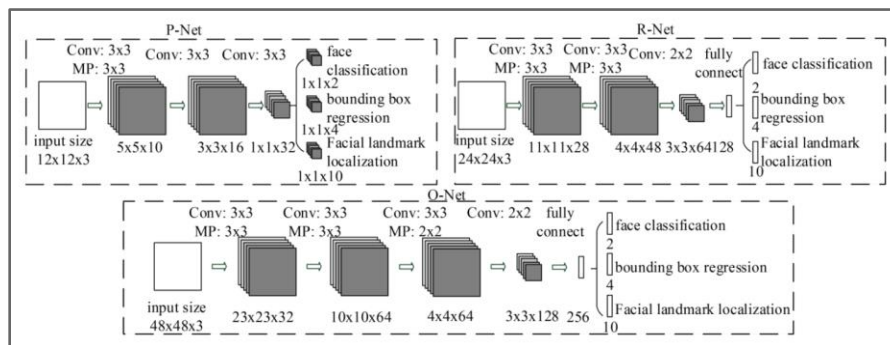 P-Net
Conv: 3x3 Conv: 3x3 Conv: 3x3
MP: 3x3
face
classification
1x1x2
bounding box
regression
1x1x4
Facial landmark
localization
1x1x10
input size
12x12x3
5x5x10 3x3x16 1x1x32
R-Net
Conv: 3x3 Conv: 3x3 Conv: 2x2 fully
MP: 3x3 MP: 3x3 connect
face classification
2
bounding box
regression
4
Facial landmark
localization
10
input size
24x24x3
11x11x28 4x4x48 3x3x64 128
O-Net
Conv: 3x3 Conv: 3x3 Conv: 3x3 Conv: 2x2 fully
MP: 3x3 MP: 3x3 MP: 2x2 connect
face classification
2
bounding box regression
4
Facial landmark localization
10
input size
48x48x3
23x23x32 10x10x64 4x4x64 3x3x128 256